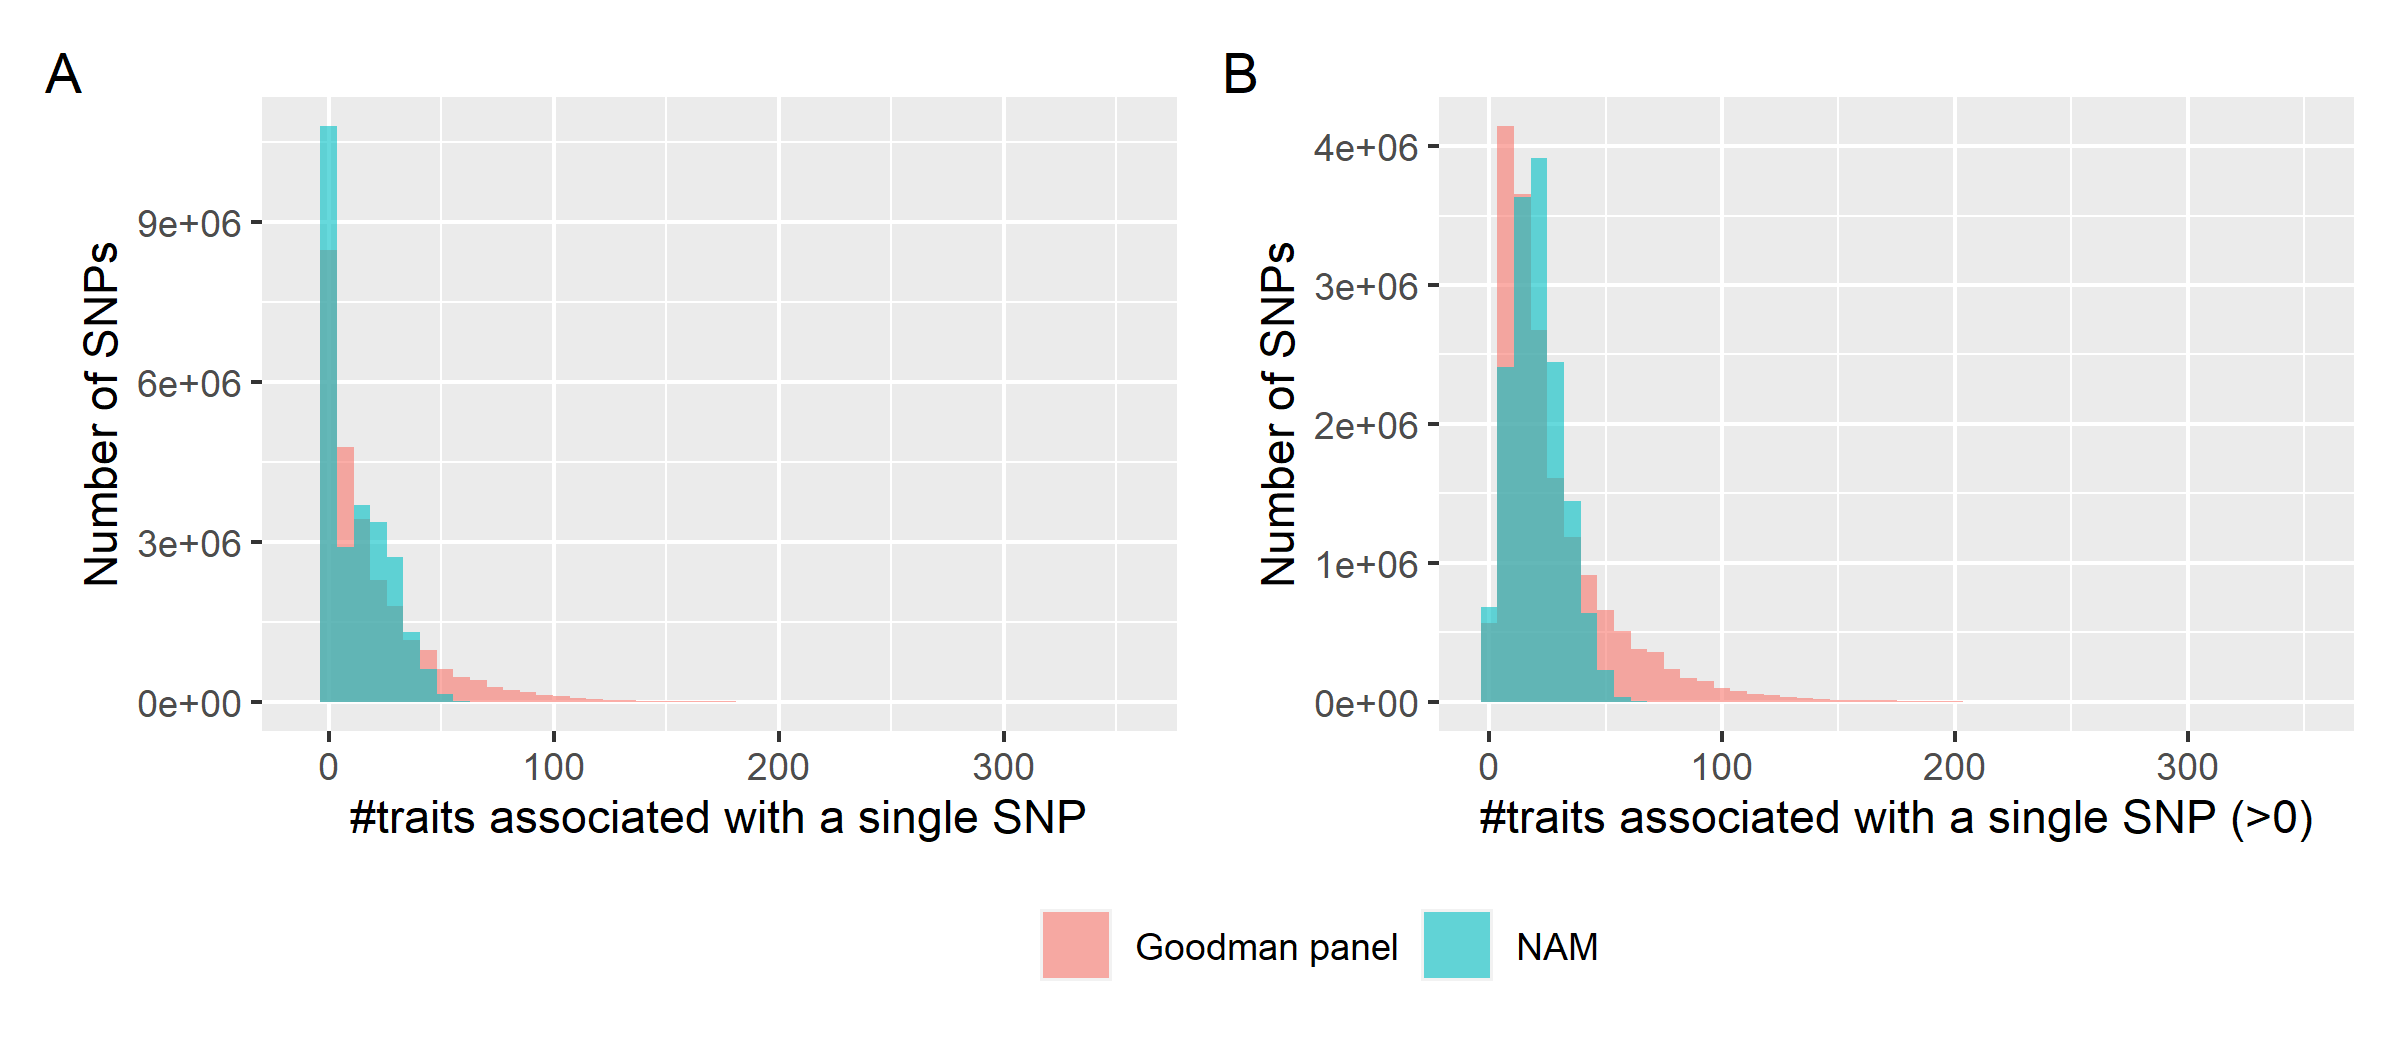 A
Number of SNPs
9e+06
6e+06
3e+06
0e+00
0
100
200
300
#traits associated with a single SNP
B
Number of SNPs
4e+06
3e+06
2e+06
1e+06
0e+00
0
100
200
300
#traits associated with a single SNP (>0)
Goodman panel
NAM